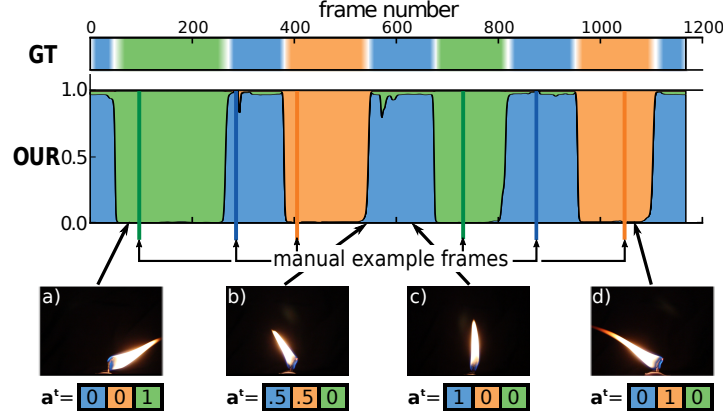 frame number
0 200 400 600 800 1000 1200
GT
1.0
OUR 0.5
0.0
manual example frames
a) b) c) d)
aᵗ= 0 0 1 aᵗ= .5 .5 0 aᵗ= 1 0 0 aᵗ= 0 1 0